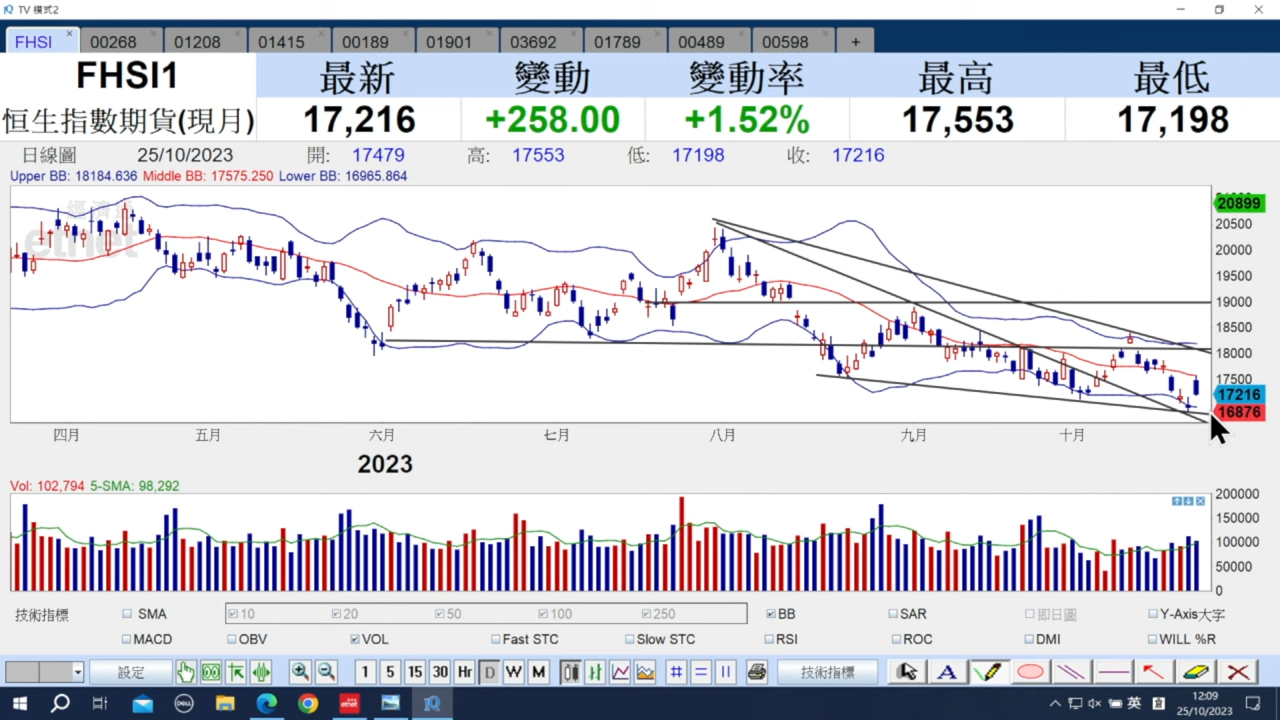 TV 模式2
FHSI 00268 01208 01415 00189 01901 03692 01789 00489 00598 +
FHSI1 最新 變動 變動率 最高 最低
恒生指數期貨(現月) 17,216 +258.00 +1.52% 17,553 17,198
日線圖 25/10/2023 開: 17479 高: 17553 低: 17198 收: 17216
Upper BB: 18184.636 Middle BB: 17575.250 Lower BB: 16965.864
經濟
etnet
20899
20500
20000
19500
19000
18500
18000
17500
17216
16876
四月 五月 六月 七月 八月 九月 十月
2023
Vol: 102,794 5-SMA: 98,292
200000
150000
100000
50000
0
技術指標 SMA 10 20 50 100 250 BB SAR 即日圖 Y-Axis大字
MACD OBV VOL Fast STC Slow STC RSI ROC DMI WILL %R
設定 1 5 15 30 Hr D W M 技術指標 A
DELL etnet IQ 英 12:09
25/10/2023